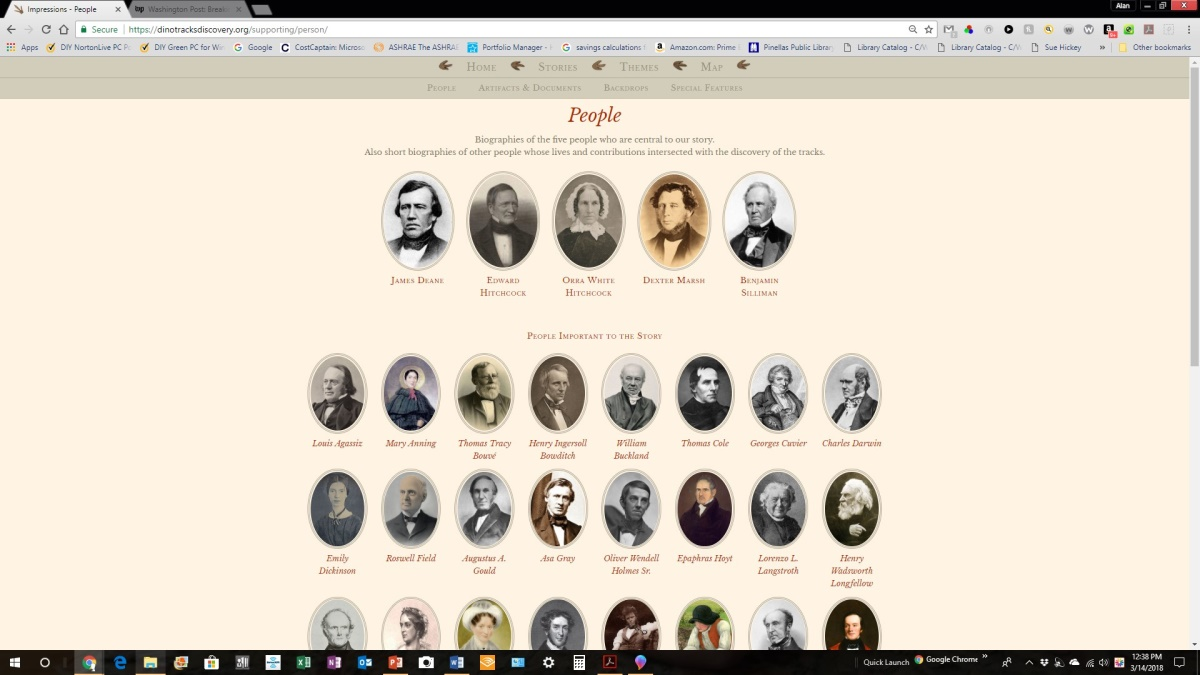 Impressions - People
Washington Post: Break
Alan
Secure
https://dinotracksdiscovery.org/supporting/person/
Apps
DIY NortonLive PC P
DIY Green PC for Win
Google
CostCaptain: Microso
ASHRAE The ASHRAE
Portfolio Manager -
savings calculations
Amazon.com: Prime
Pinellas Public Librar
Library Catalog - C/W
Library Catalog - C/W
Sue Hickey
Other bookmarks
Home Stories Themes Map
People Artifacts & Documents Backdrops Special Features
People
Biographies of the five people who are central to our story.
Also short biographies of other people whose lives and contributions intersected with the discovery of the tracks.
James Deane
Edward
Hitchcock
Orra White
Hitchcock
Dexter Marsh
Benjamin
Silliman
People Important to the Story
Louis Agassiz
Mary Anning
Thomas Tracy
Bouvé
Henry Ingersoll
Bowditch
William
Buckland
Thomas Cole
Georges Cuvier
Charles Darwin
Emily
Dickinson
Roswell Field
Augustus A.
Gould
Asa Gray
Oliver Wendell
Holmes Sr.
Epaphras Hoyt
Lorenzo L.
Langstroth
Henry
Wadsworth
Longfellow
Quick Launch
Google Chrome
12:38 PM
3/14/2018